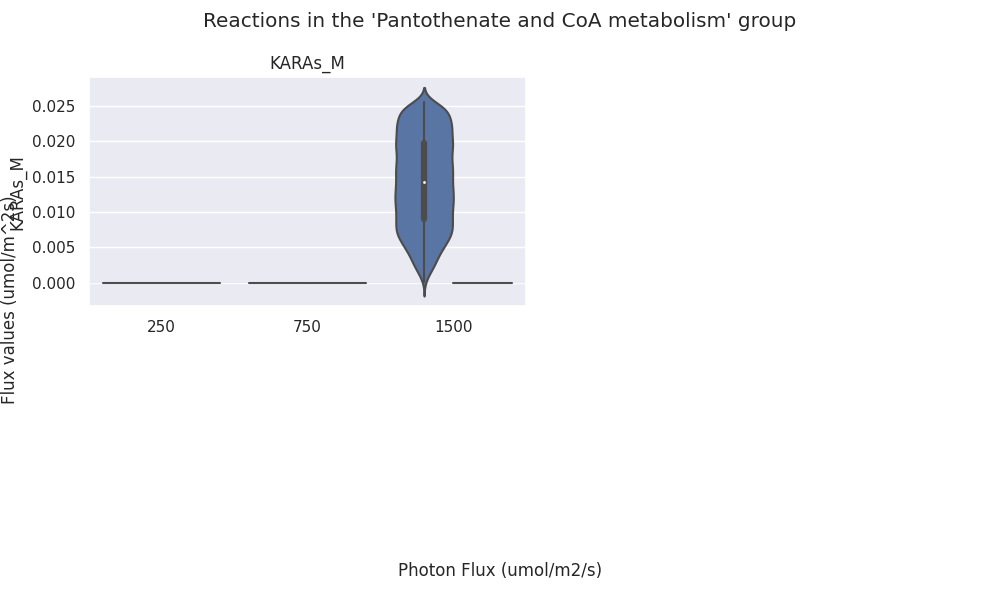 Reactions in the 'Pantothenate and CoA metabolism' group
KARAs_M
0.025
0.020
0.015
0.010
0.005
0.000
KARAs_M
Flux values (umol/m^2s)
250 750 1500
Photon Flux (umol/m2/s)